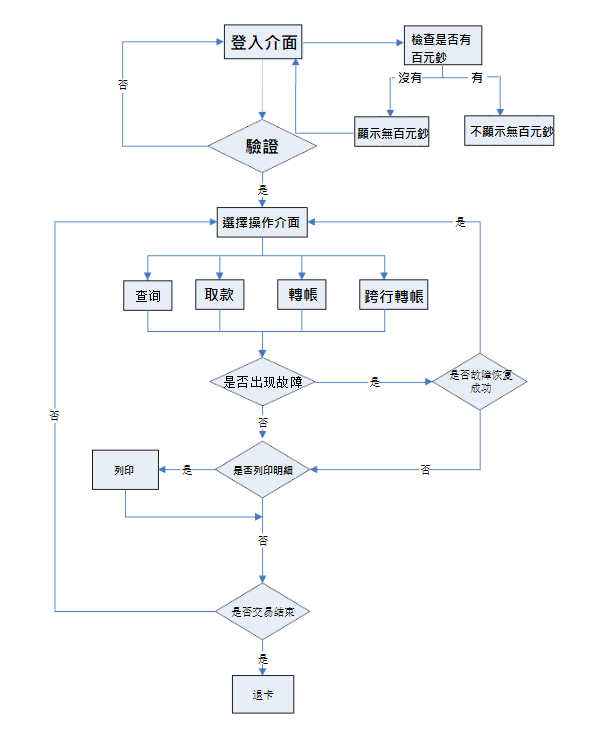 登入介面
檢查是否有
百元鈔
否
沒有
有
顯示無百元鈔
不顯示無百元鈔
驗證
是
選擇操作介面
是
查询
取款
轉帳
跨行轉帳
是否出现故障
是
是否故障恢复
成功
否
否
列印
是
是否列印明細
否
否
是否交易结束
是
退卡